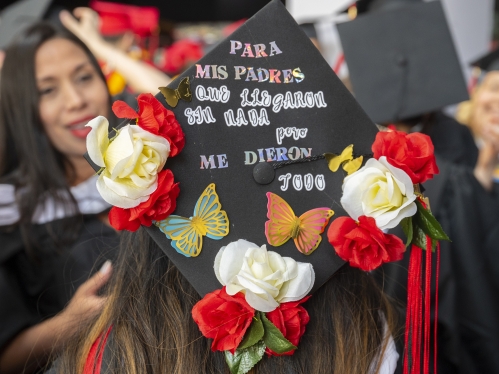 PARA
MIS PADRES
QUE LLEGARON
SIN NADA
pero
ME DIERON
TODO